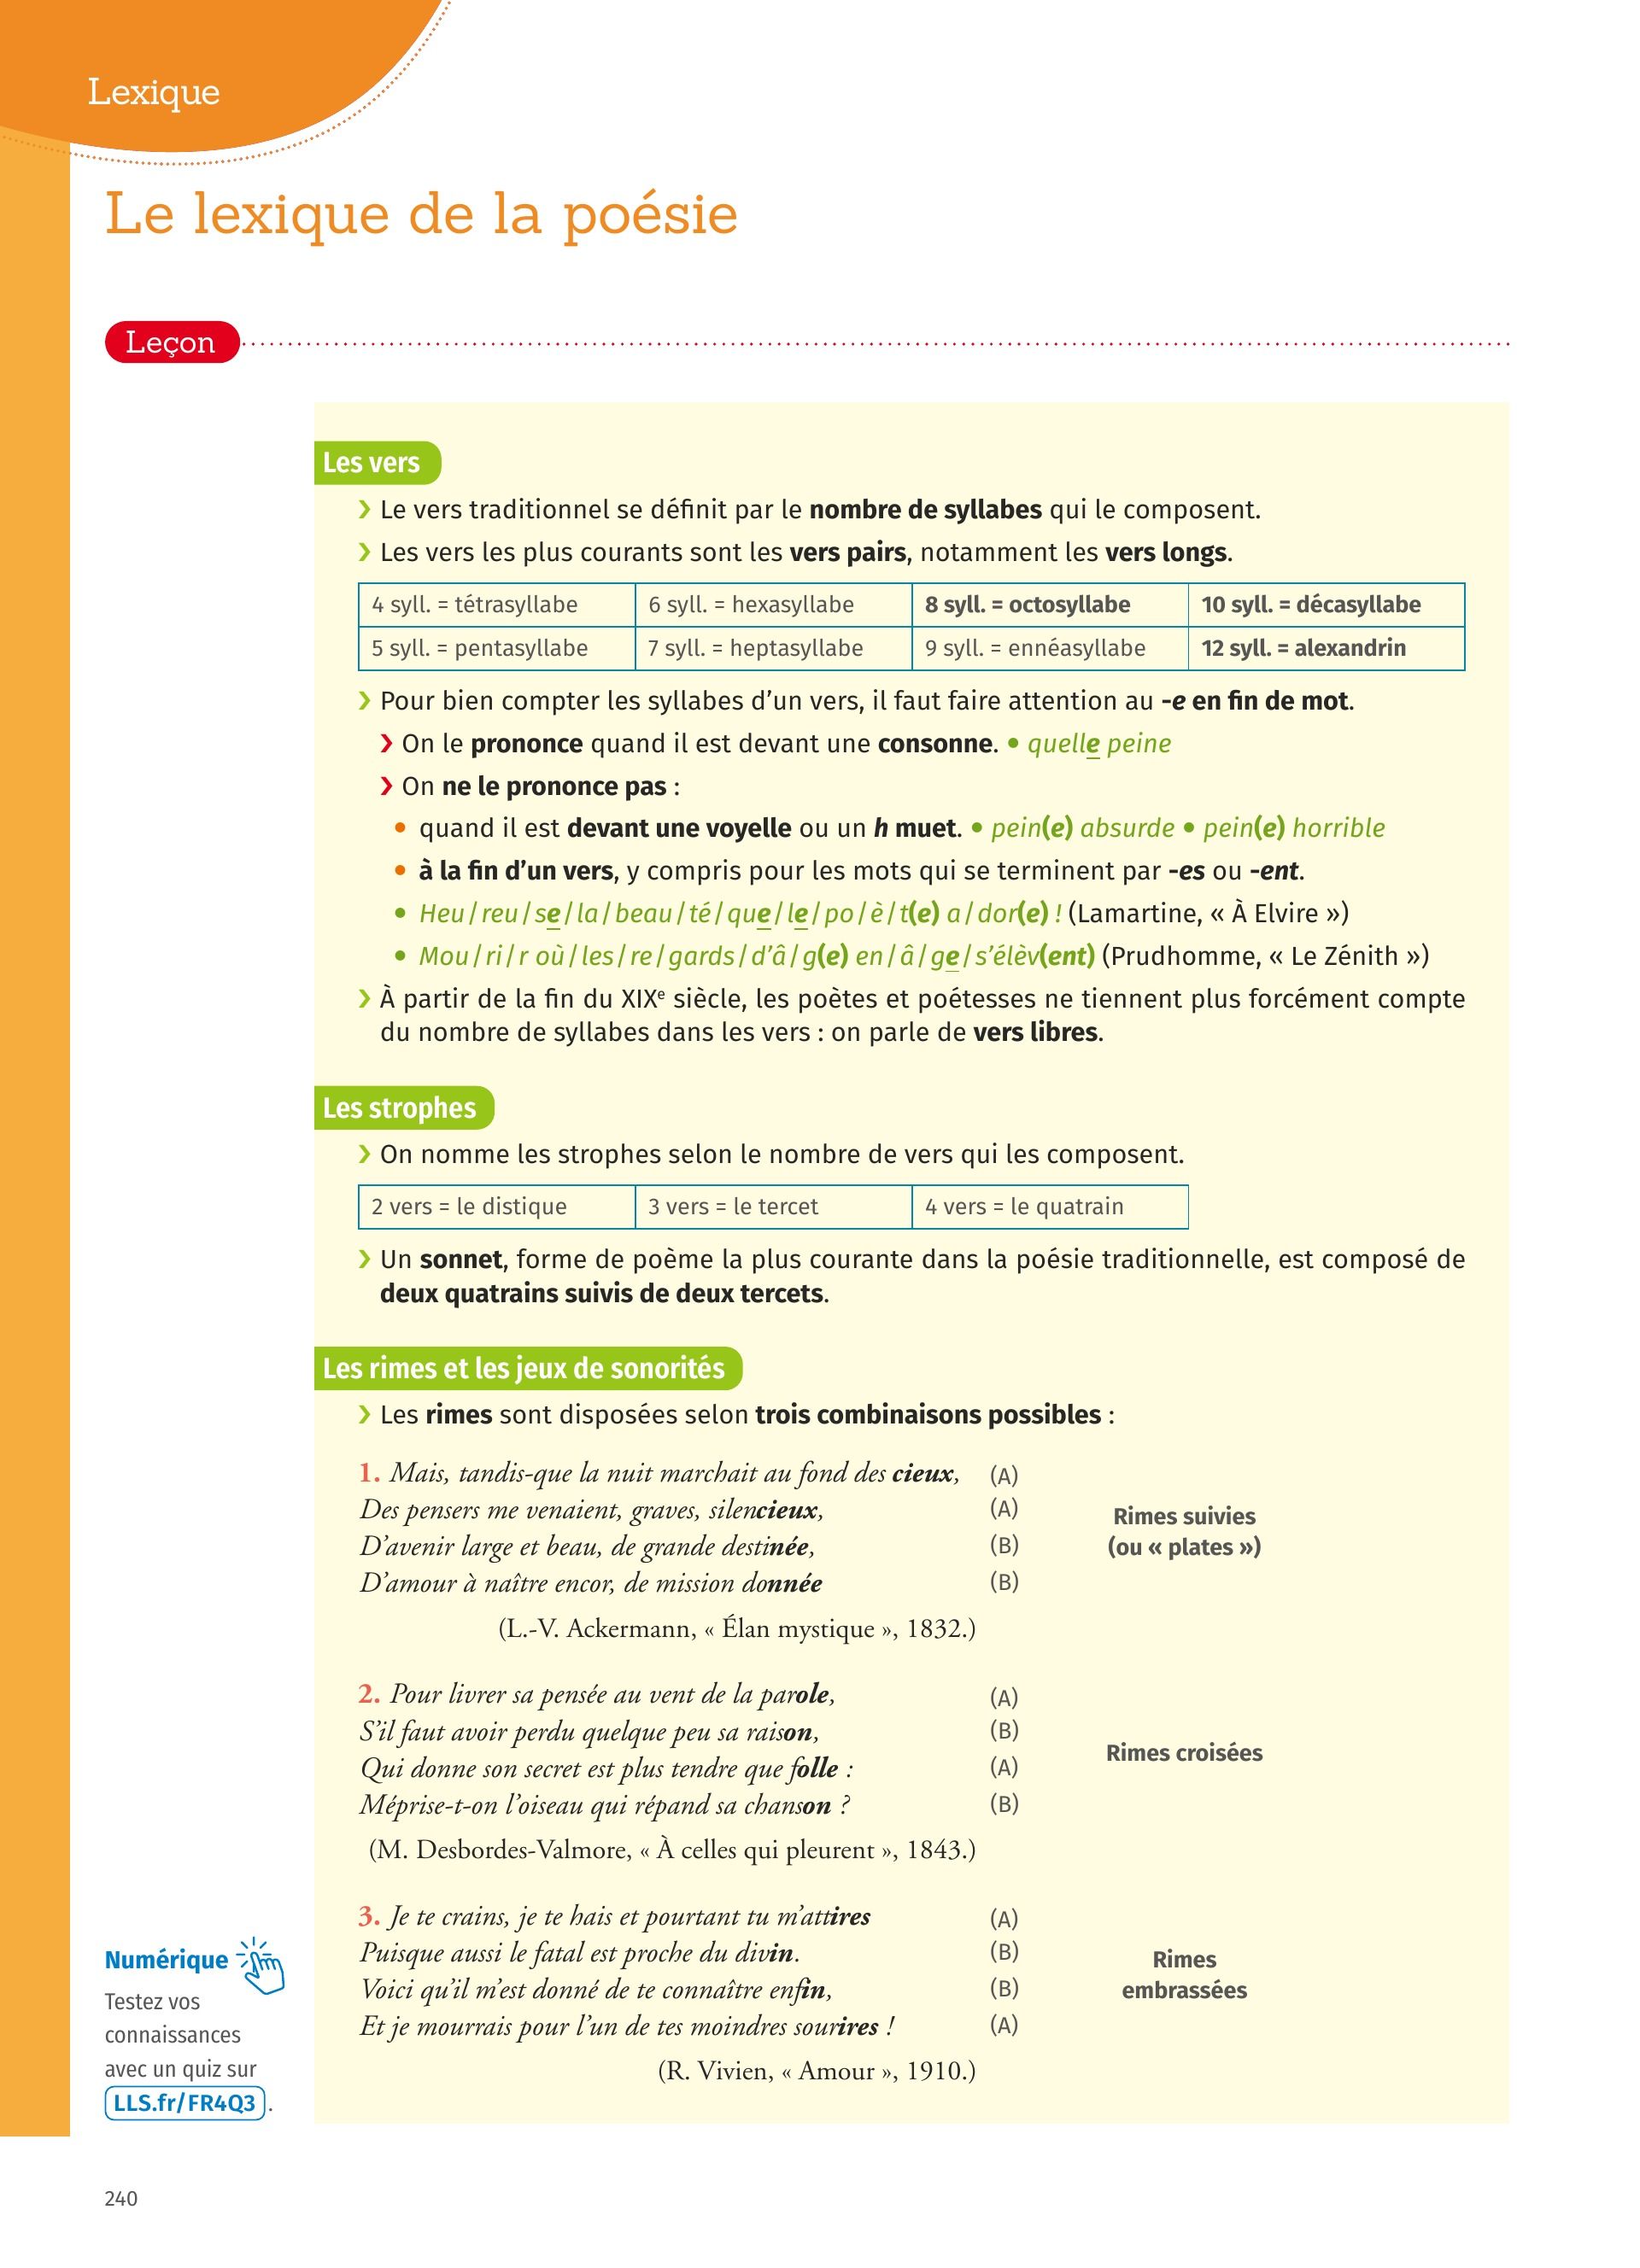 Lexique
Le lexique de la poésie
Leçon
Les vers
› Le vers traditionnel se définit par le nombre de syllabes qui le composent.
› Les vers les plus courants sont les vers pairs, notamment les vers longs.
4 syll. = tétrasyllabe 6 syll. = hexasyllabe 8 syll. = octosyllabe 10 syll. = décasyllabe
5 syll. = pentasyllabe 7 syll. = heptasyllabe 9 syll. = ennéasyllabe 12 syll. = alexandrin
› Pour bien compter les syllabes d'un vers, il faut faire attention au -e en fin de mot.
› On le prononce quand il est devant une consonne. • quelle peine
› On ne le prononce pas :
• quand il est devant une voyelle ou un h muet. • pein(e) absurde • pein(e) horrible
• à la fin d'un vers, y compris pour les mots qui se terminent par -es ou -ent.
• Heu / reu / se / la / beau / té / que / le / po / è / t(e) a / dor(e) ! (Lamartine, « À Elvire »)
• Mou / ri / r où / les / re / gards / d'â / g(e) en / â / ge / s'élèv(ent) (Prudhomme, « Le Zénith »)
› À partir de la fin du XIXe siècle, les poètes et poétesses ne tiennent plus forcément compte
du nombre de syllabes dans les vers : on parle de vers libres.
Les strophes
› On nomme les strophes selon le nombre de vers qui les composent.
2 vers = le distique 3 vers = le tercet 4 vers = le quatrain
› Un sonnet, forme de poème la plus courante dans la poésie traditionnelle, est composé de
deux quatrains suivis de deux tercets.
Les rimes et les jeux de sonorités
› Les rimes sont disposées selon trois combinaisons possibles :
1. Mais, tandis-que la nuit marchait au fond des cieux, (A)
Des pensers me venaient, graves, silencieux, (A)
D'avenir large et beau, de grande destinée, (B)
D'amour à naître encor, de mission donnée (B)
Rimes suivies
(ou « plates »)
(L.-V. Ackermann, « Élan mystique », 1832.)
2. Pour livrer sa pensée au vent de la parole, (A)
S'il faut avoir perdu quelque peu sa raison, (B)
Qui donne son secret est plus tendre que folle : (A)
Méprise-t-on l'oiseau qui répand sa chanson ? (B)
Rimes croisées
(M. Desbordes-Valmore, « À celles qui pleurent », 1843.)
3. Je te crains, je te hais et pourtant tu m'attires (A)
Puisque aussi le fatal est proche du divin. (B)
Voici qu'il m'est donné de te connaître enfin, (B)
Et je mourrais pour l'un de tes moindres sourires ! (A)
Rimes
embrassées
(R. Vivien, « Amour », 1910.)
Numérique
Testez vos
connaissances
avec un quiz sur
LLS.fr/FR4Q3 .
240